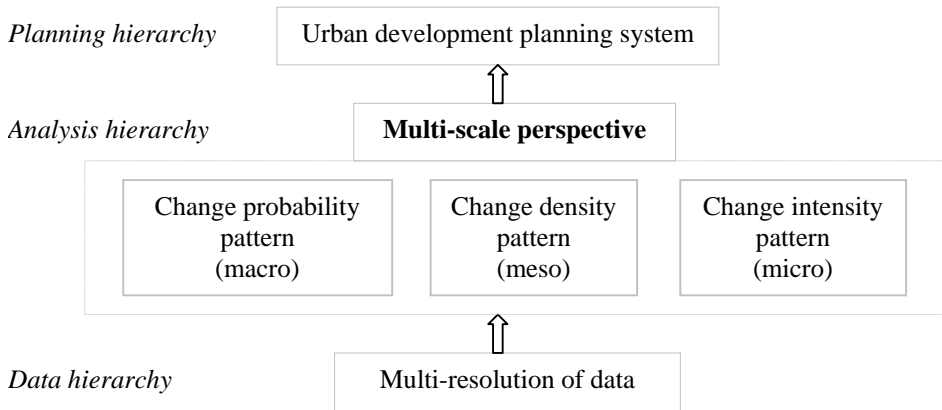 Planning hierarchy
Urban development planning system
Analysis hierarchy
Multi-scale perspective
Change probability
pattern
(macro)
Change density
pattern
(meso)
Change intensity
pattern
(micro)
Data hierarchy
Multi-resolution of data